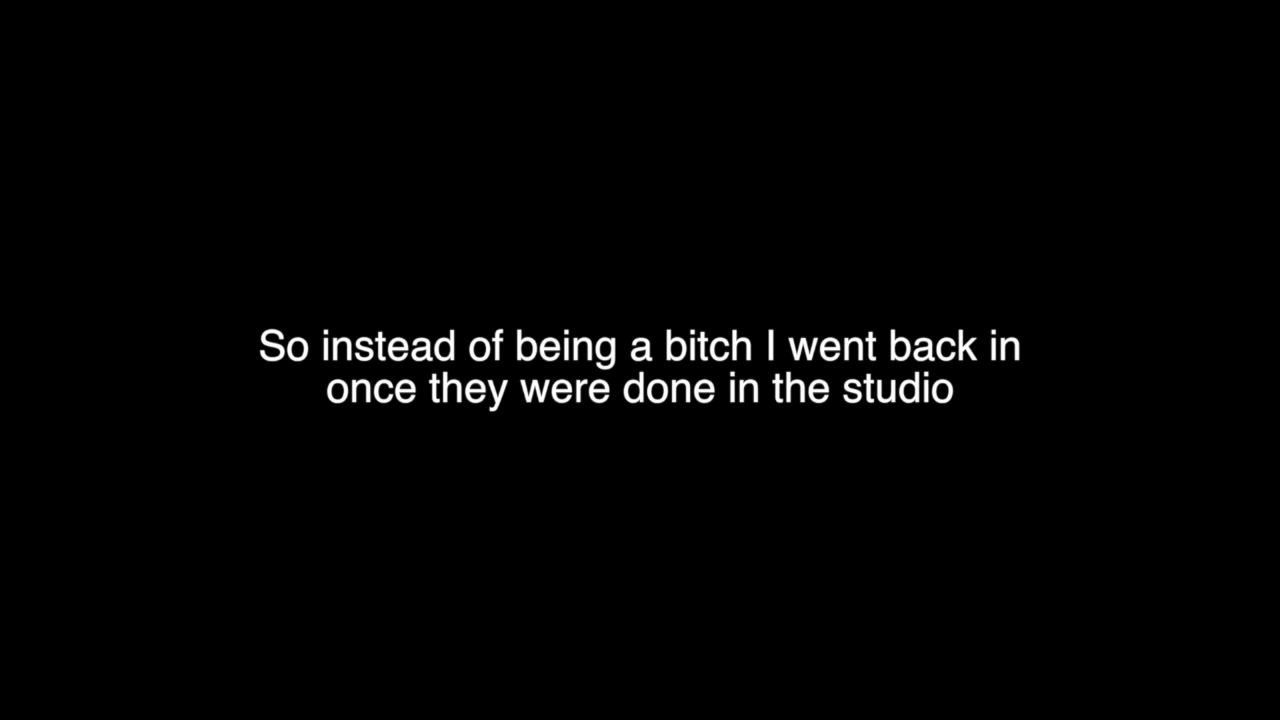 So instead of being a bitch I went back in
once they were done in the studio